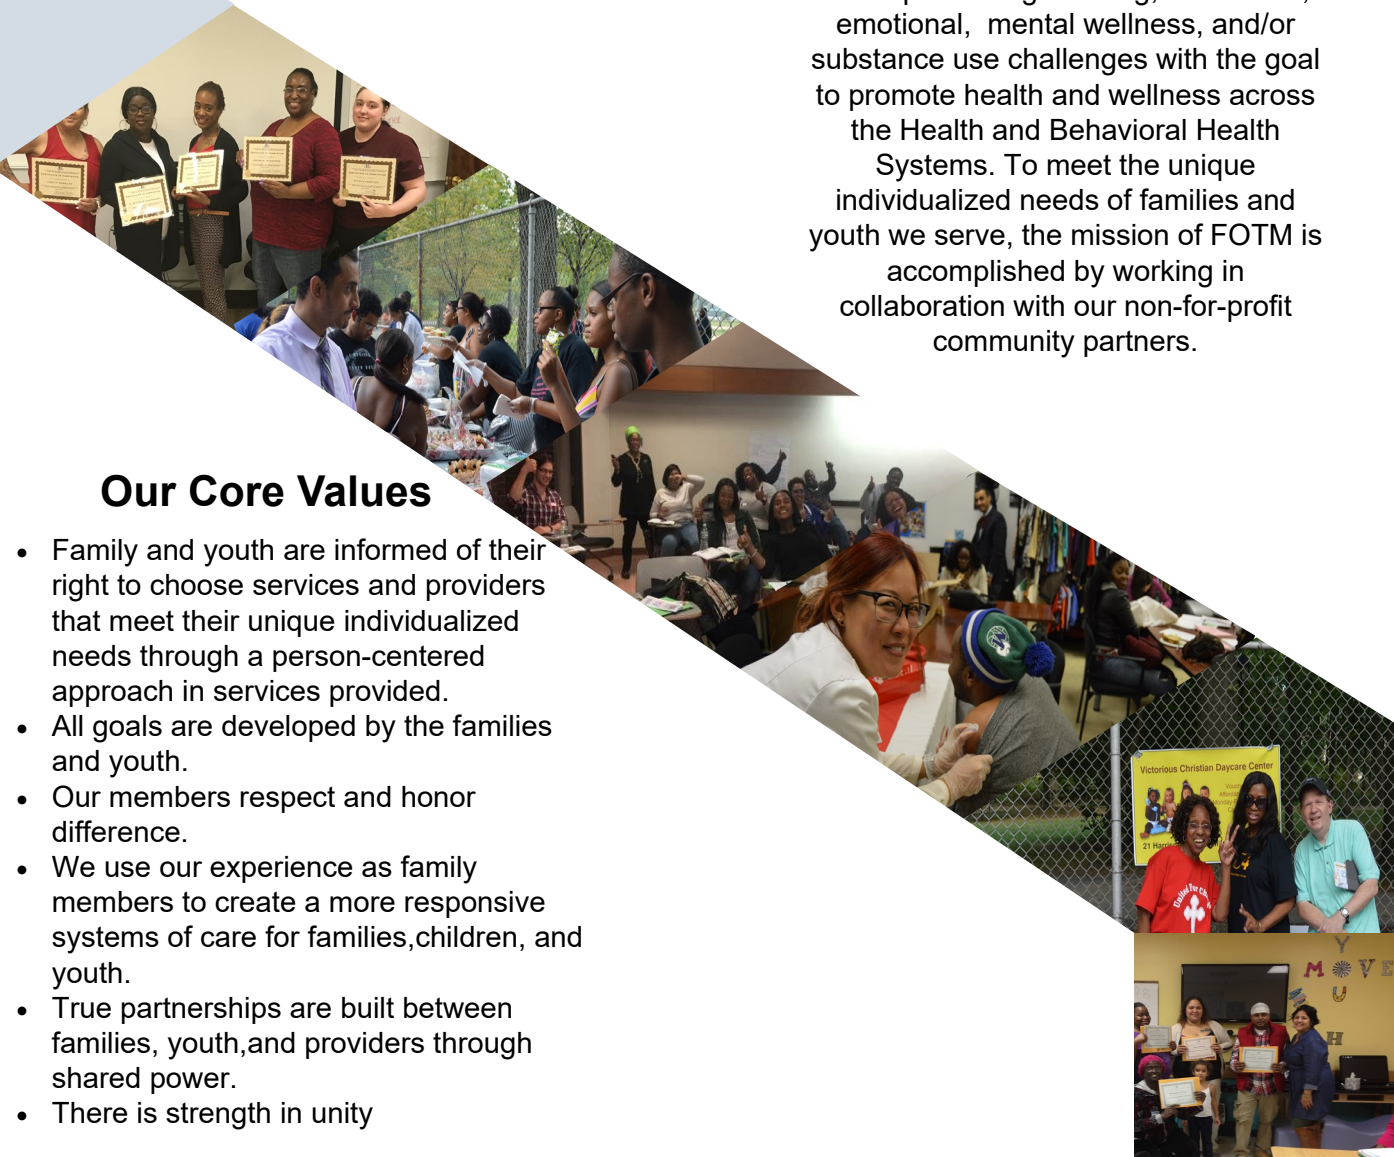 emotional,  mental wellness, and/or
substance use challenges with the goal
to promote health and wellness across
the Health and Behavioral Health
Systems. To meet the unique
individualized needs of families and
youth we serve, the mission of FOTM is
accomplished by working in
collaboration with our non-for-profit
community partners.
Our Core Values
• Family and youth are informed of their
right to choose services and providers
that meet their unique individualized
needs through a person-centered
approach in services provided.
• All goals are developed by the families
and youth.
• Our members respect and honor
difference.
• We use our experience as family
members to create a more responsive
systems of care for families,children, and
youth.
• True partnerships are built between
families, youth,and providers through
shared power.
• There is strength in unity
Victorious Christian Daycare Center
21
United For
Y
MOVE
U
H